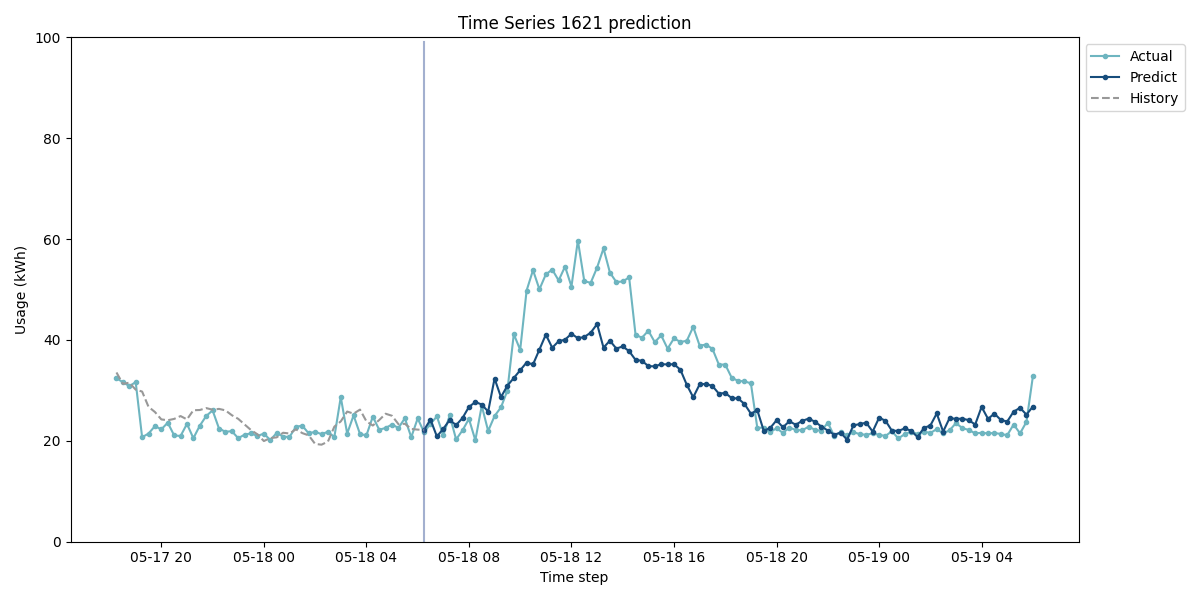 Time Series 1621 prediction
100
80
60
40
20
0
Usage (kWh)
05-17 20
05-18 00
05-18 04
05-18 08
05-18 12
05-18 16
05-18 20
05-19 00
05-19 04
Time step
Actual
Predict
History